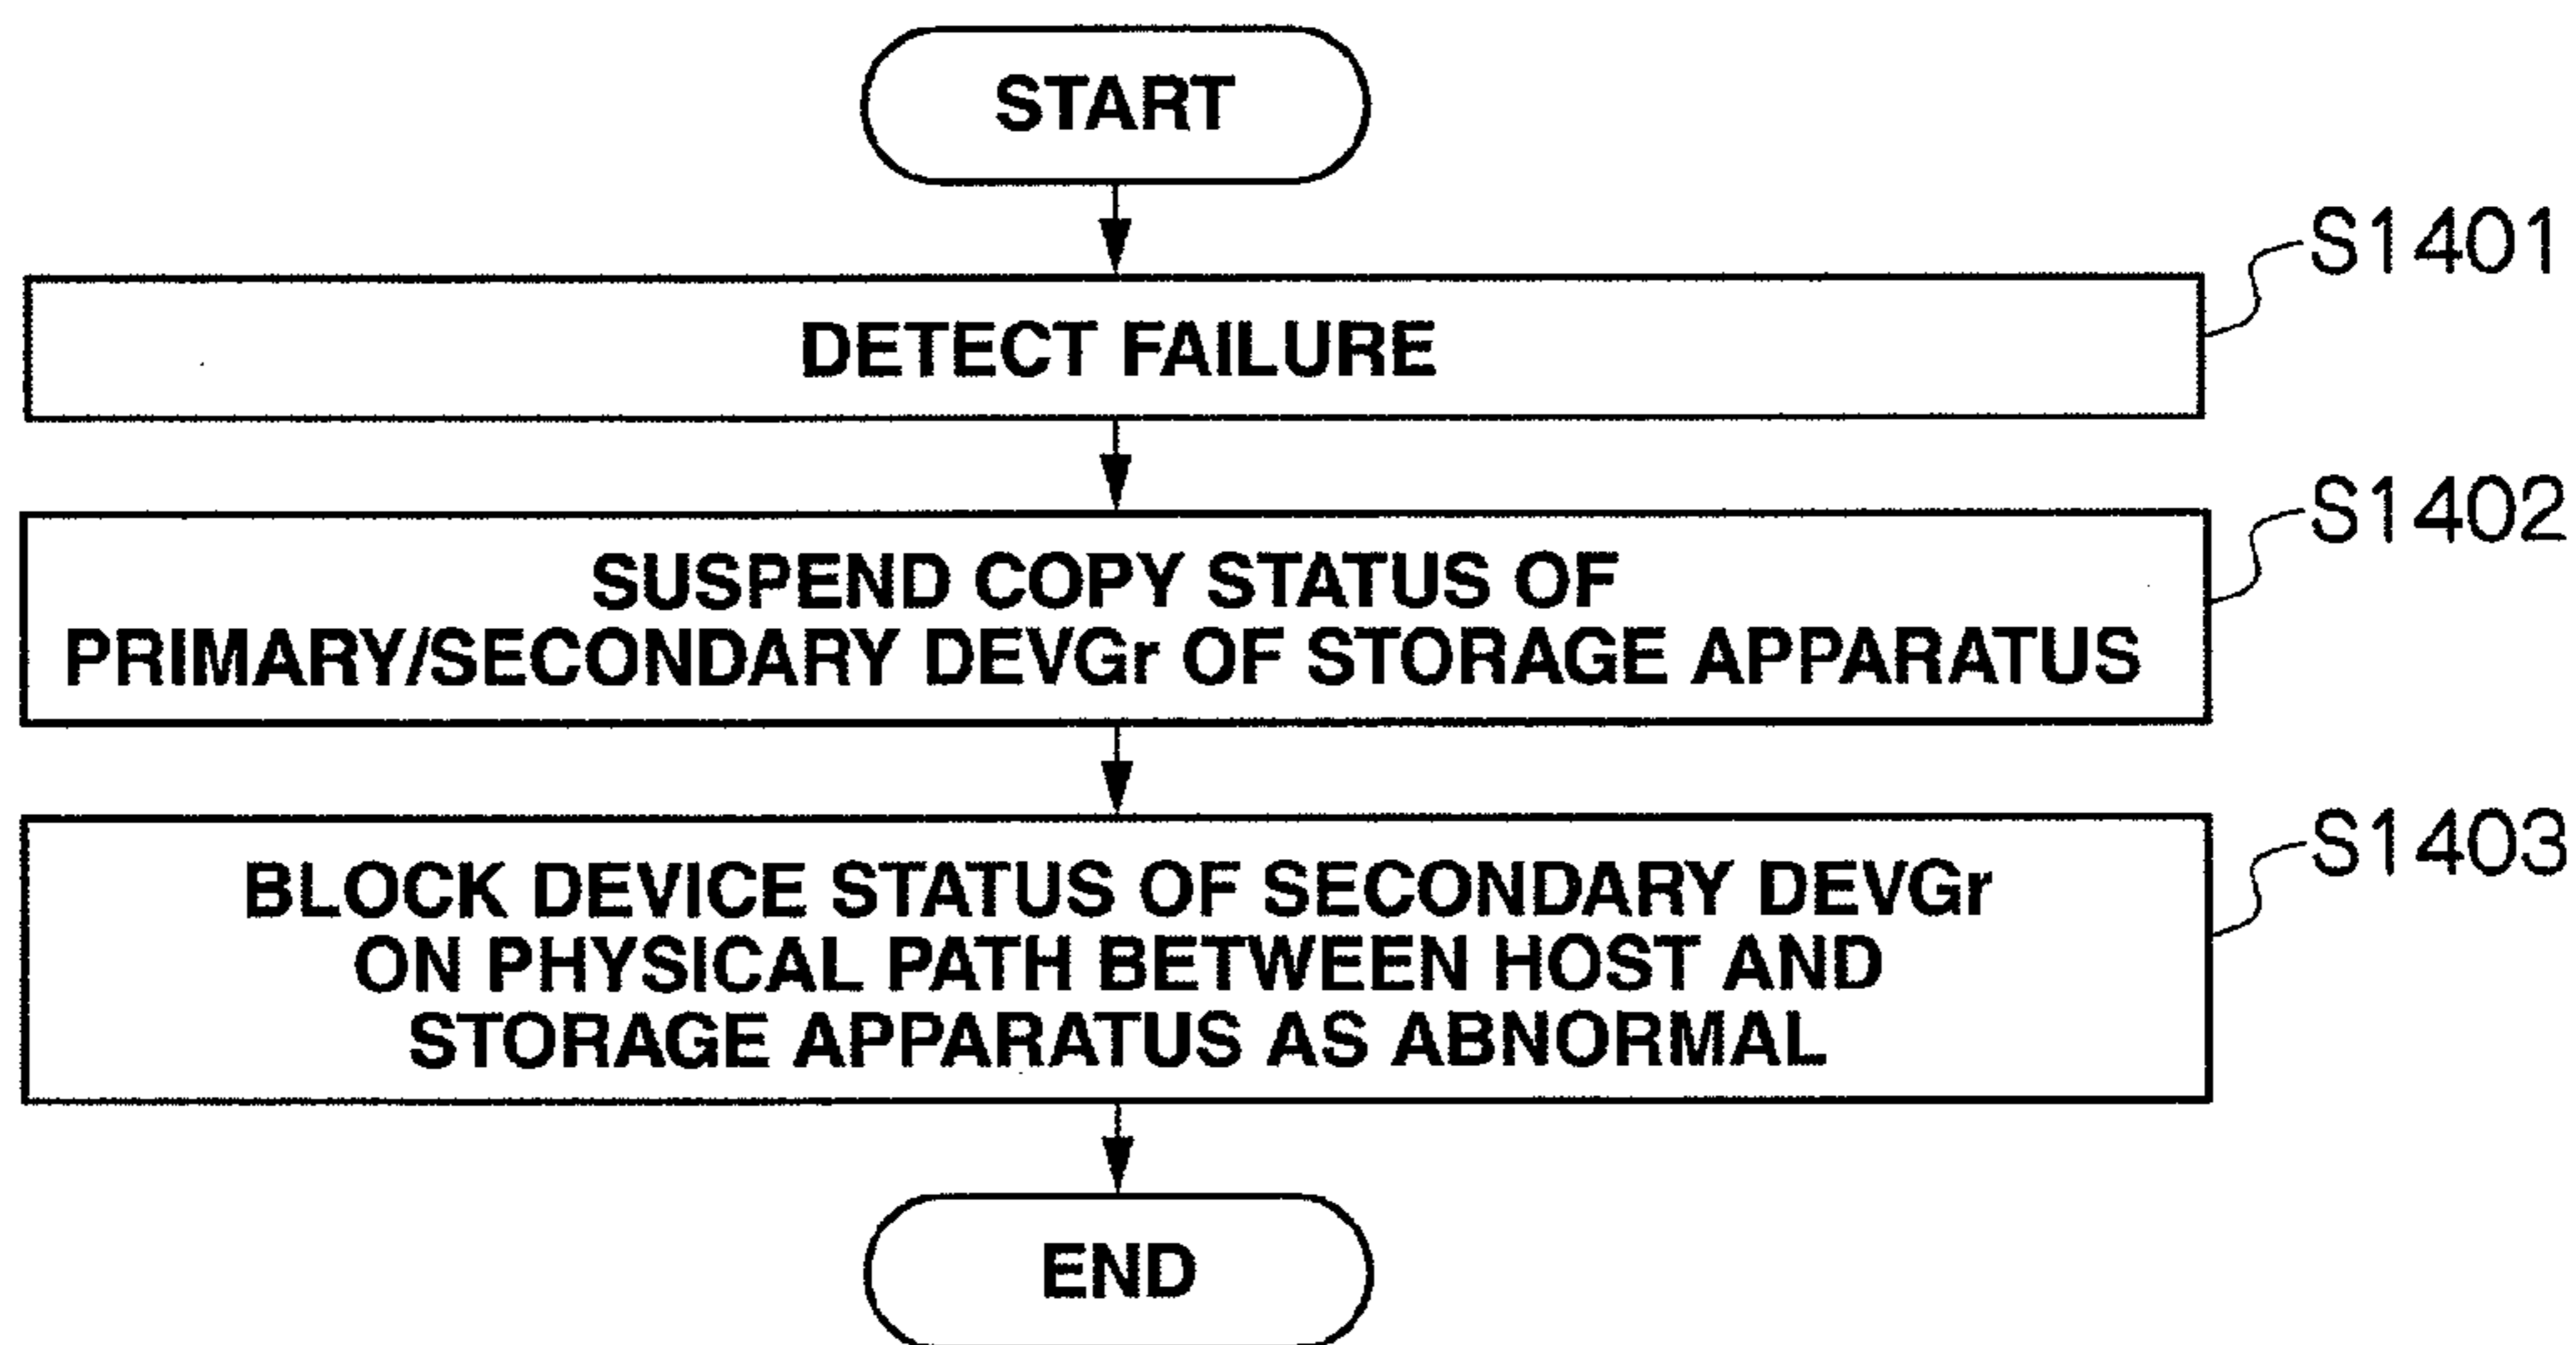 START
S1401
DETECT FAILURE
S1402
SUSPEND COPY STATUS OF
PRIMARY/SECONDARY DEVGr OF STORAGE APPARATUS
S1403
BLOCK DEVICE STATUS OF SECONDARY DEVGr
ON PHYSICAL PATH BETWEEN HOST AND
STORAGE APPARATUS AS ABNORMAL
END